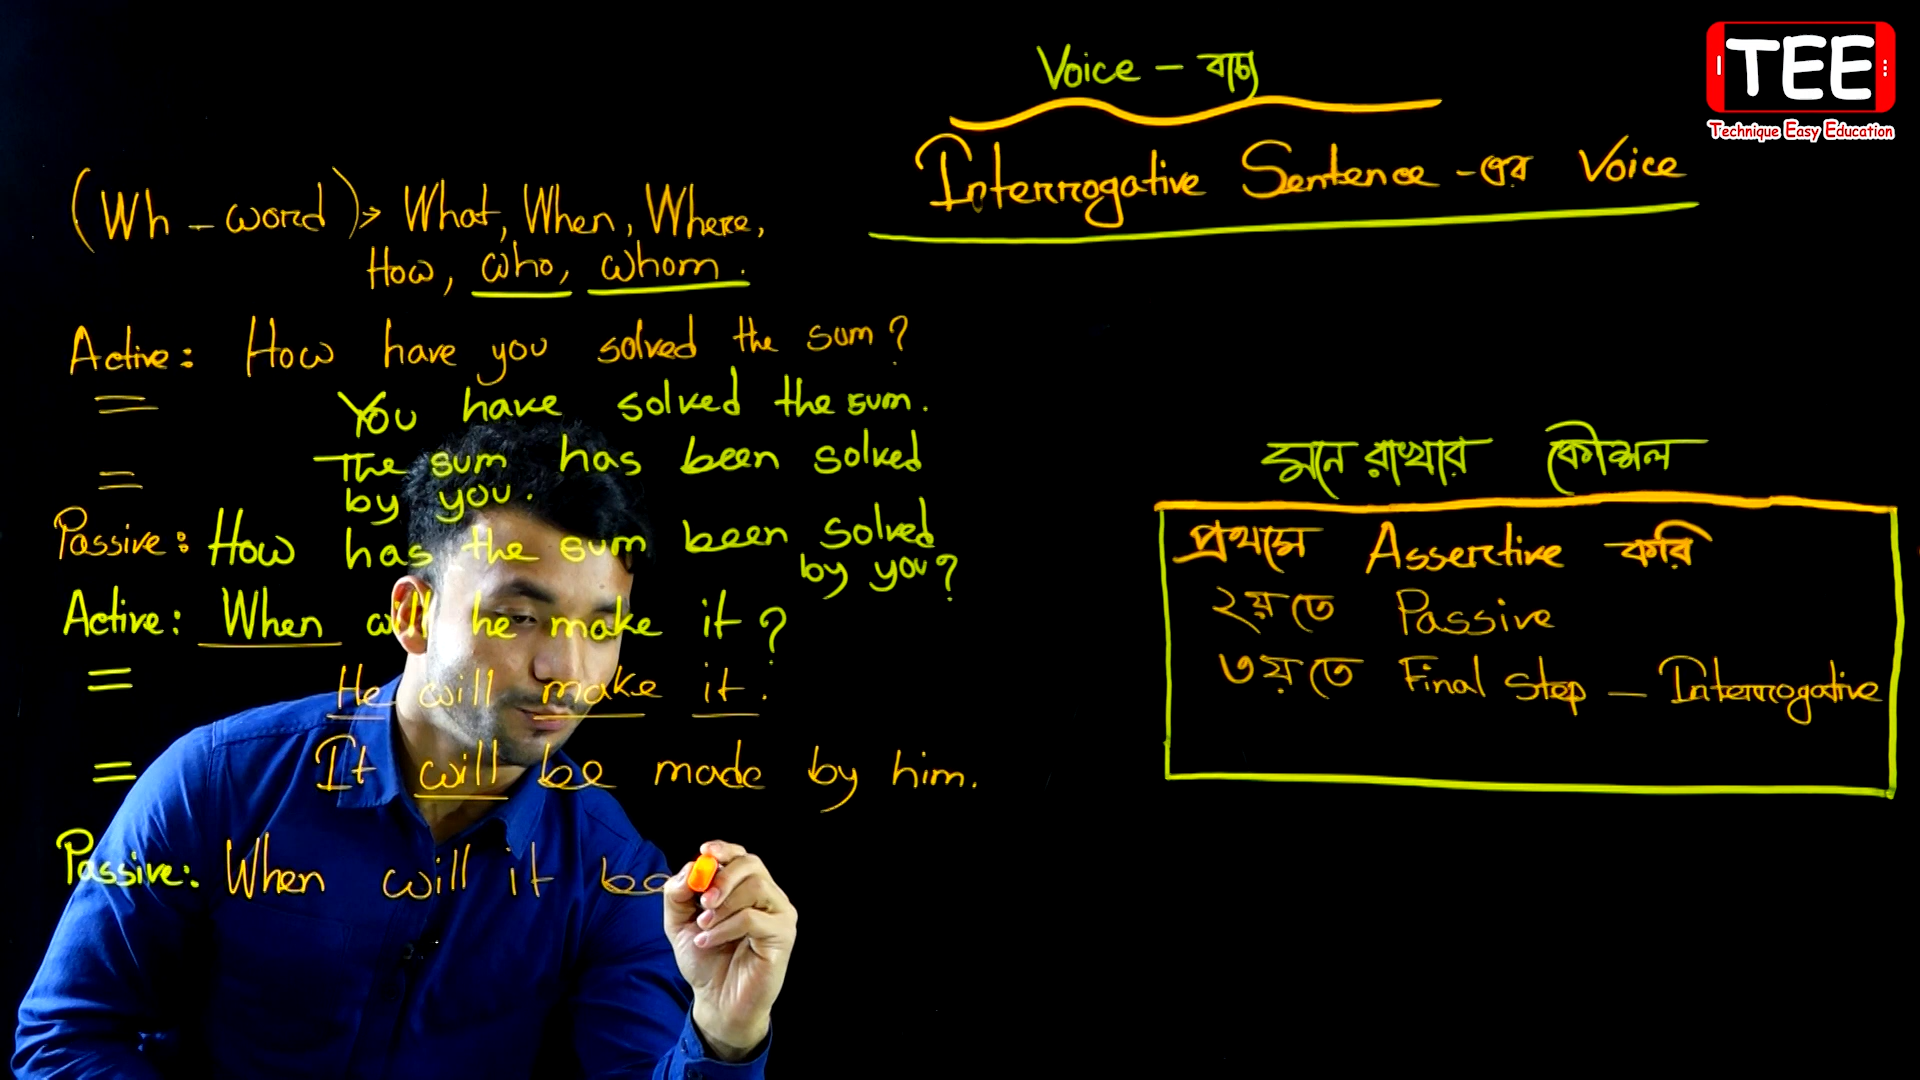 TEE
Technique Easy Education
Voice – বাচ্য
Interrogative Sentence -এর Voice
(Wh – word) → What, When, Where,
How, who, whom.
Active: How have you solved the sum?
= You have solved the sum.
= The sum has been solved
by you.
Passive: How has the sum been solved
by you?
Active: When will he make it?
= He will make it.
= It will be made by him.
Passive: When will it be
মনে রাখার কৌশল
প্রথমে Assertive করি
২য়তে Passive
৩য়তে Final Step – Interrogative